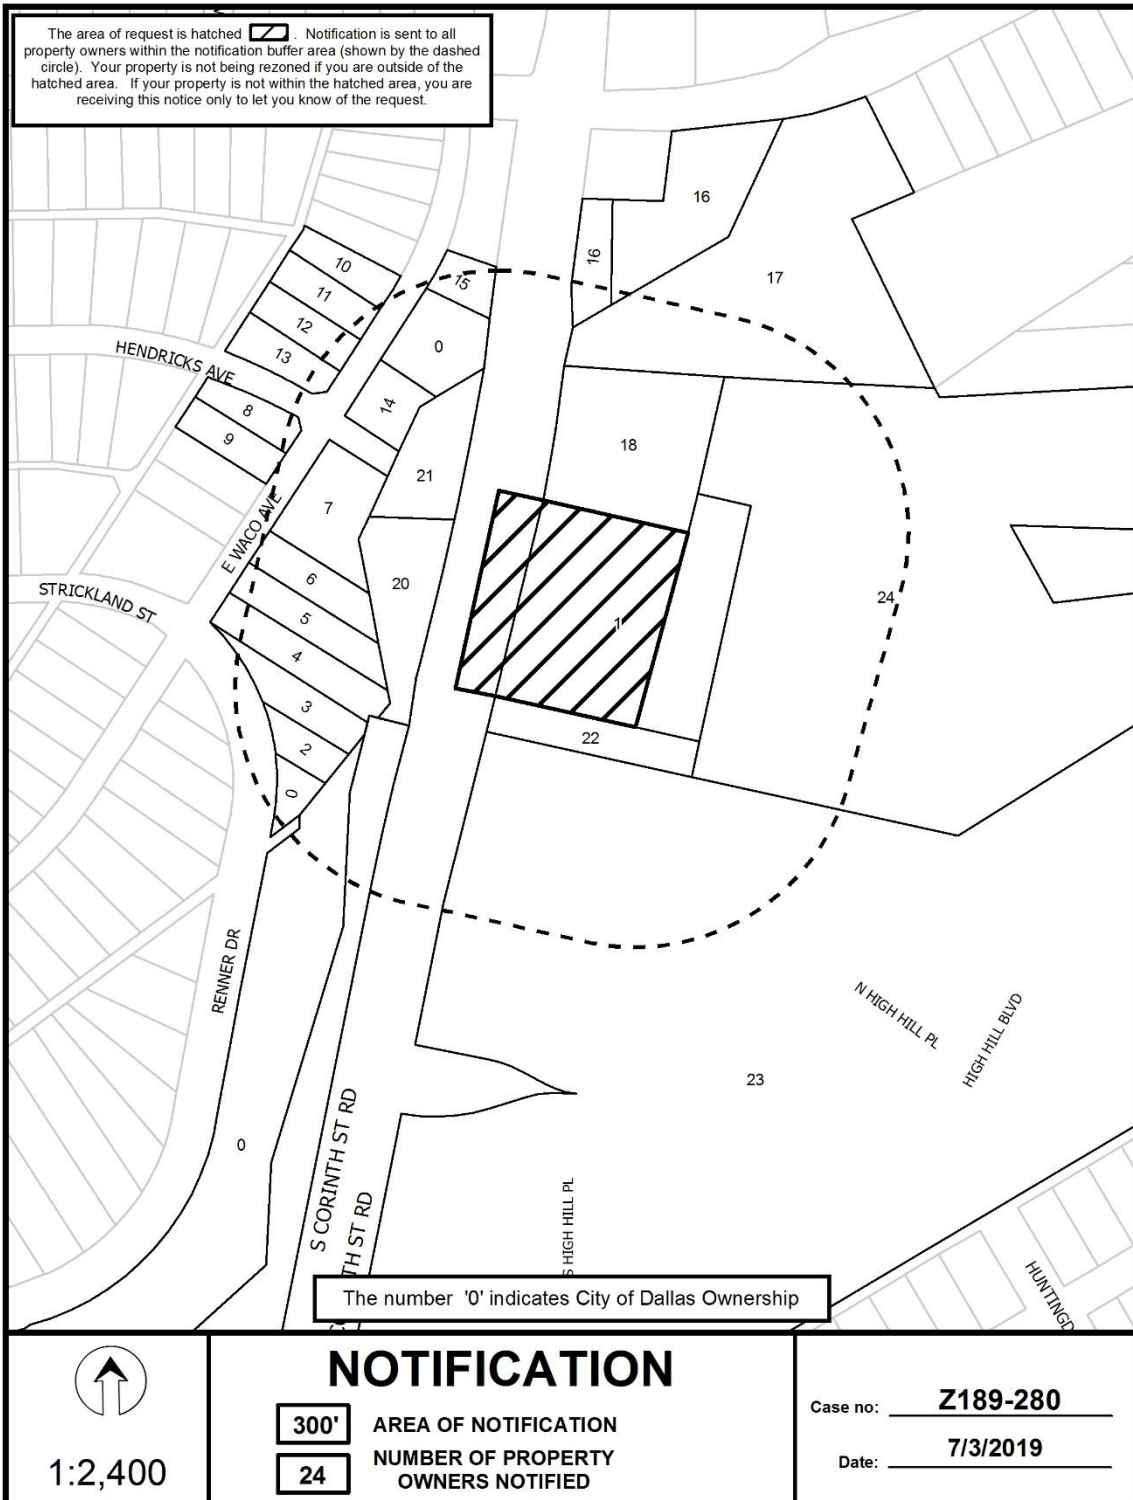 The area of request is hatched . Notification is sent to all
property owners within the notification buffer area (shown by the dashed
circle). Your property is not being rezoned if you are outside of the
hatched area. If your property is not within the hatched area, you are
receiving this notice only to let you know of the request.
16
16
17
10
11
12
13
15
0
14
HENDRICKS AVE
8
9
18
21
7
E WACO AVE
STRICKLAND ST
6
5
4
3
2
0
20
1
24
22
RENNER DR
N HIGH HILL PL
HIGH HILL BLVD
23
0
S CORINTH ST RD
TH ST RD
S HIGH HILL PL
HUNTINGD
The number '0' indicates City of Dallas Ownership
1:2,400
NOTIFICATION
300' AREA OF NOTIFICATION
24 NUMBER OF PROPERTY
OWNERS NOTIFIED
Case no: Z189-280
Date: 7/3/2019